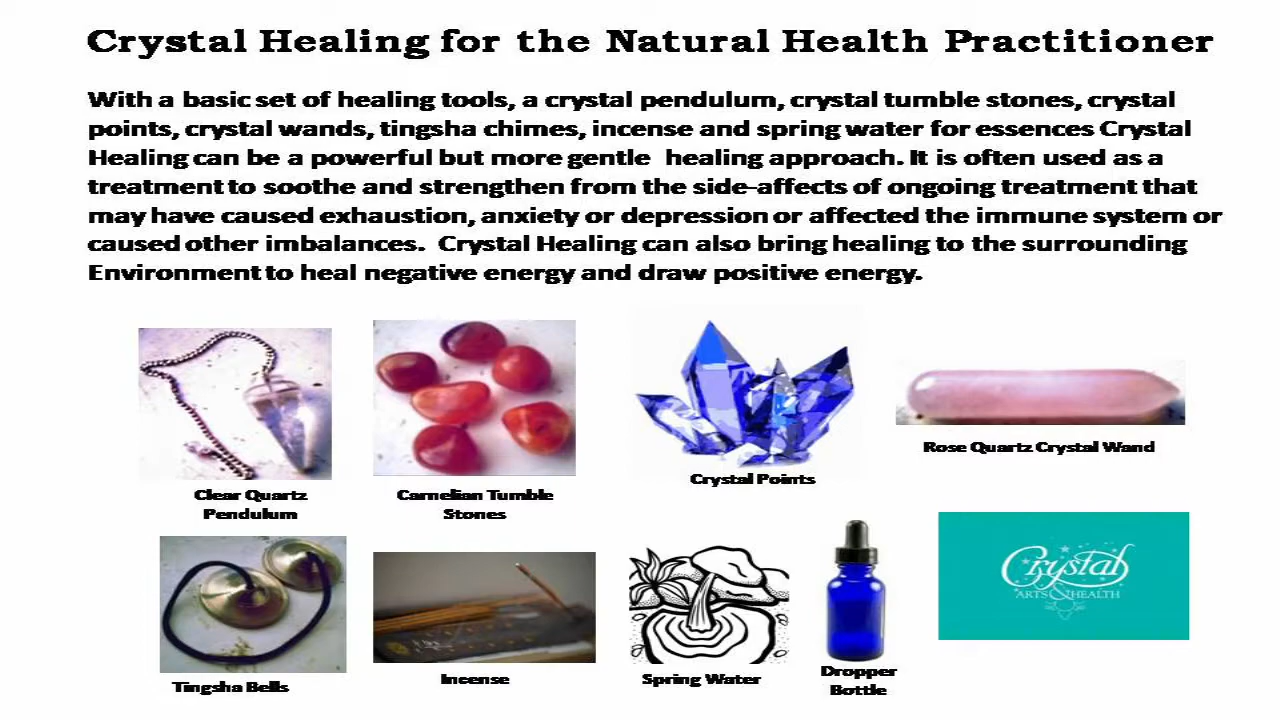 Crystal Healing for the Natural Health Practitioner
With a basic set of healing tools, a crystal pendulum, crystal tumble stones, crystal
points, crystal wands, tingsha chimes, incense and spring water for essences Crystal
Healing can be a powerful but more gentle healing approach. It is often used as a
treatment to soothe and strengthen from the side-affects of ongoing treatment that
may have caused exhaustion, anxiety or depression or affected the immune system or
caused other imbalances. Crystal Healing can also bring healing to the surrounding
Environment to heal negative energy and draw positive energy.
Clear Quartz
Pendulum
Carnelian Tumble
Stones
Crystal Points
Rose Quartz Crystal Wand
Tingsha Bells
Incense
Spring Water
Dropper
Bottle
Crystal
ARTS & HEALTH